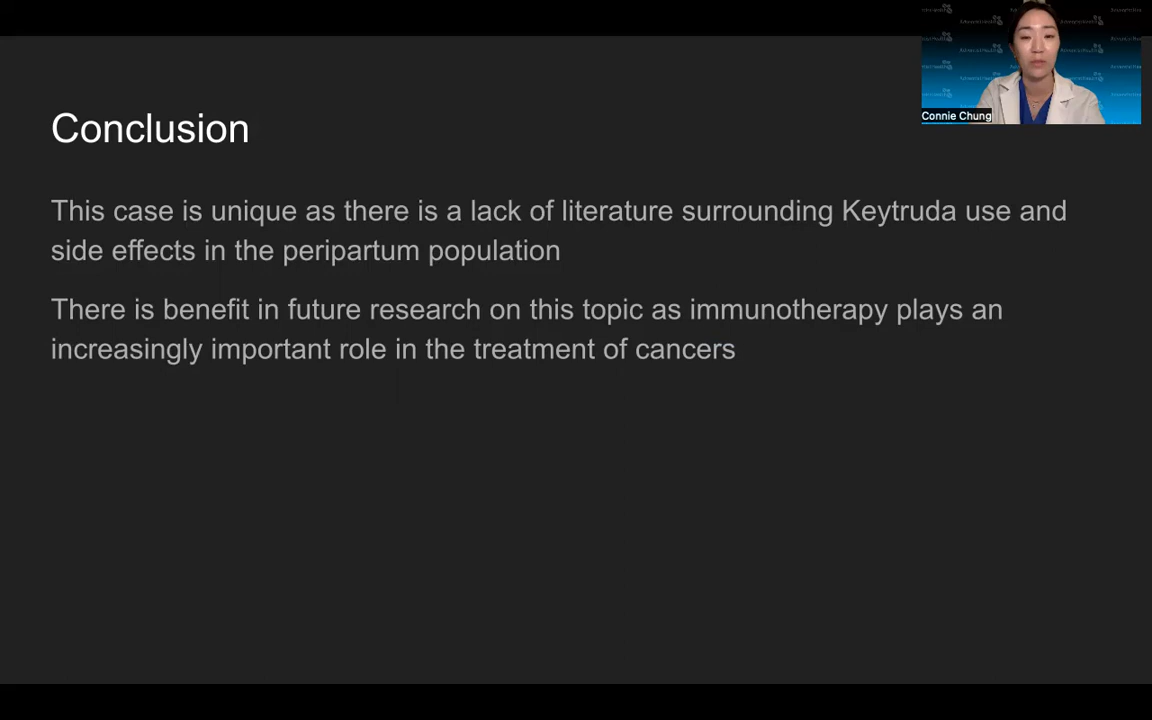 Conclusion
This case is unique as there is a lack of literature surrounding Keytruda use and
side effects in the peripartum population
There is benefit in future research on this topic as immunotherapy plays an
increasingly important role in the treatment of cancers
Connie Chung